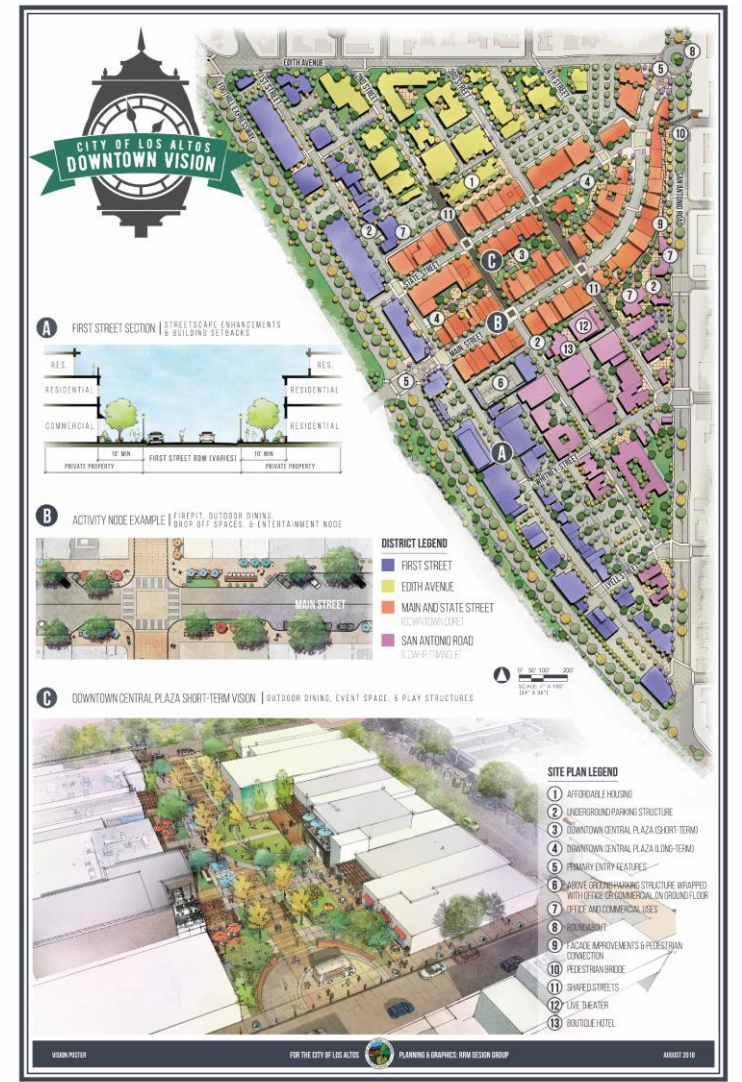 CITY OF LOS ALTOS
DOWNTOWN VISION
EDITH AVENUE
STATE STREET
MAIN STREET
SAN ANTONIO ROAD
A FIRST STREET SECTION | STREETSCAPE ENHANCEMENTS
& BUILDING SETBACKS
RES. RES.
RESIDENTIAL RESIDENTIAL
COMMERCIAL RESIDENTIAL
10' MIN FIRST STREET ROW (VARIES) 10' MIN
PRIVATE PROPERTY PRIVATE PROPERTY
B ACTIVITY NODE EXAMPLE | FIREPIT, OUTDOOR DINING,
DROP OFF SPACES, & ENTERTAINMENT NODE
MAIN STREET
DISTRICT LEGEND
FIRST STREET
EDITH AVENUE
MAIN AND STATE STREET
(DOWNTOWN CORE)
SAN ANTONIO ROAD
(LOWER TRIANGLE)
0' 50' 100' 200'
C DOWNTOWN CENTRAL PLAZA SHORT-TERM VISION | OUTDOOR DINING, EVENT SPACE, & PLAY STRUCTURES
SITE PLAN LEGEND
1 AFFORDABLE HOUSING
2 UNDERGROUND PARKING STRUCTURE
3 DOWNTOWN CENTRAL PLAZA (SHORT-TERM)
4 DOWNTOWN CENTRAL PLAZA (LONG-TERM)
5 PRIMARY ENTRY FEATURES
6 ABOVE GROUND PARKING STRUCTURE WRAPPED
WITH OFFICE OR COMMERCIAL ON GROUND FLOOR
7 OFFICE AND COMMERCIAL USES
8 ROUNDABOUT
9 FACADE IMPROVEMENTS & PEDESTRIAN
CONNECTION
10 PEDESTRIAN BRIDGE
11 SHARED STREETS
12 LIVE THEATER
13 BOUTIQUE HOTEL
VISION POSTER
FOR THE CITY OF LOS ALTOS PLANNING & GRAPHICS: RRM DESIGN GROUP
AUGUST 2018